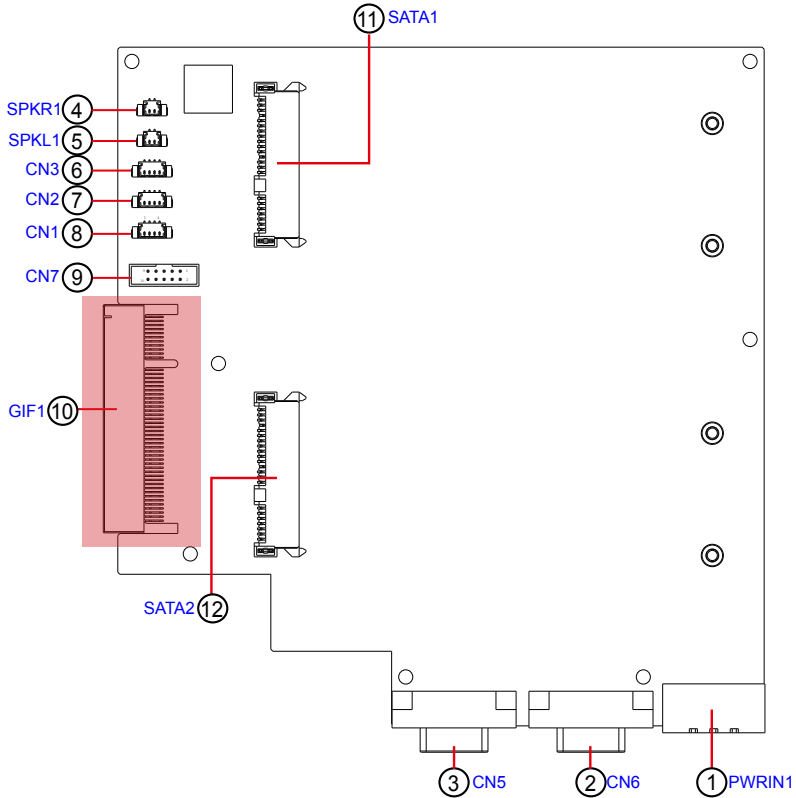 11 SATA1
SPKR1 4
SPKL1 5
CN3 6
CN2 7
CN1 8
CN7 9
GIF1 10
SATA2 12
3 CN5
2 CN6
1 PWRIN1